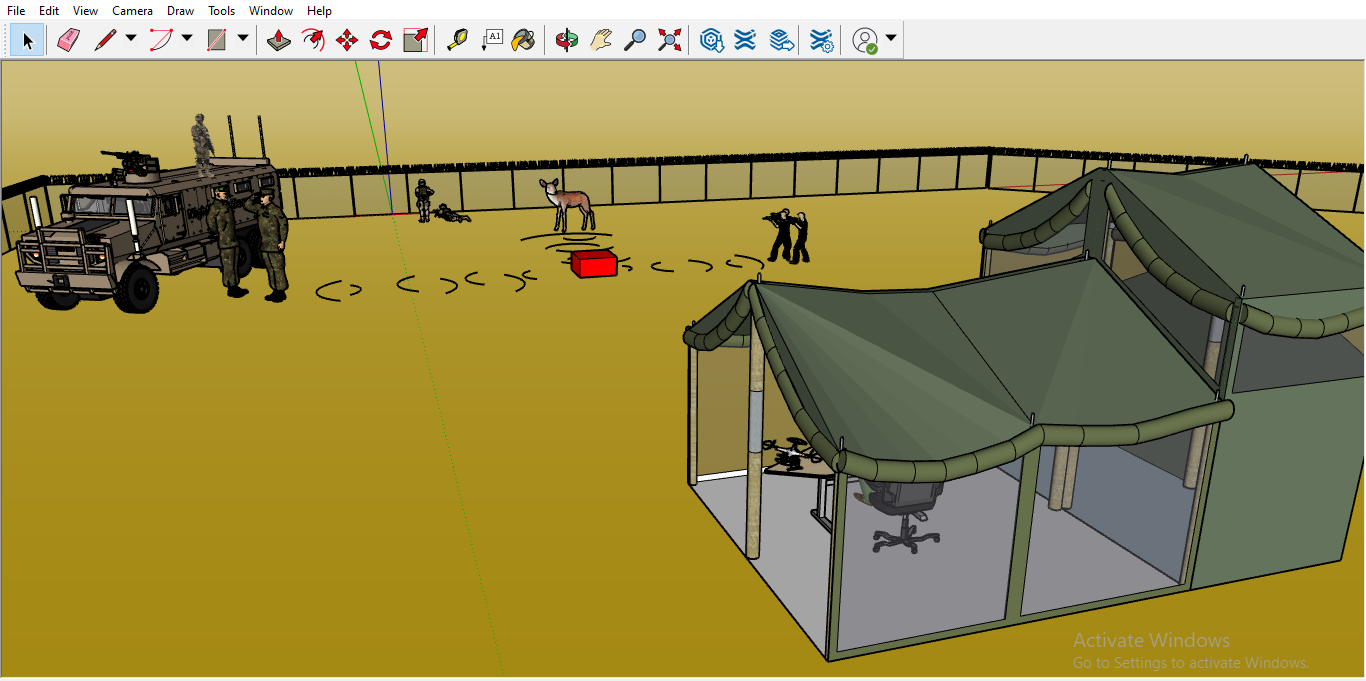 File Edit View Camera Draw Tools Window Help
A1
Activate Windows
Go to Settings to activate Windows.